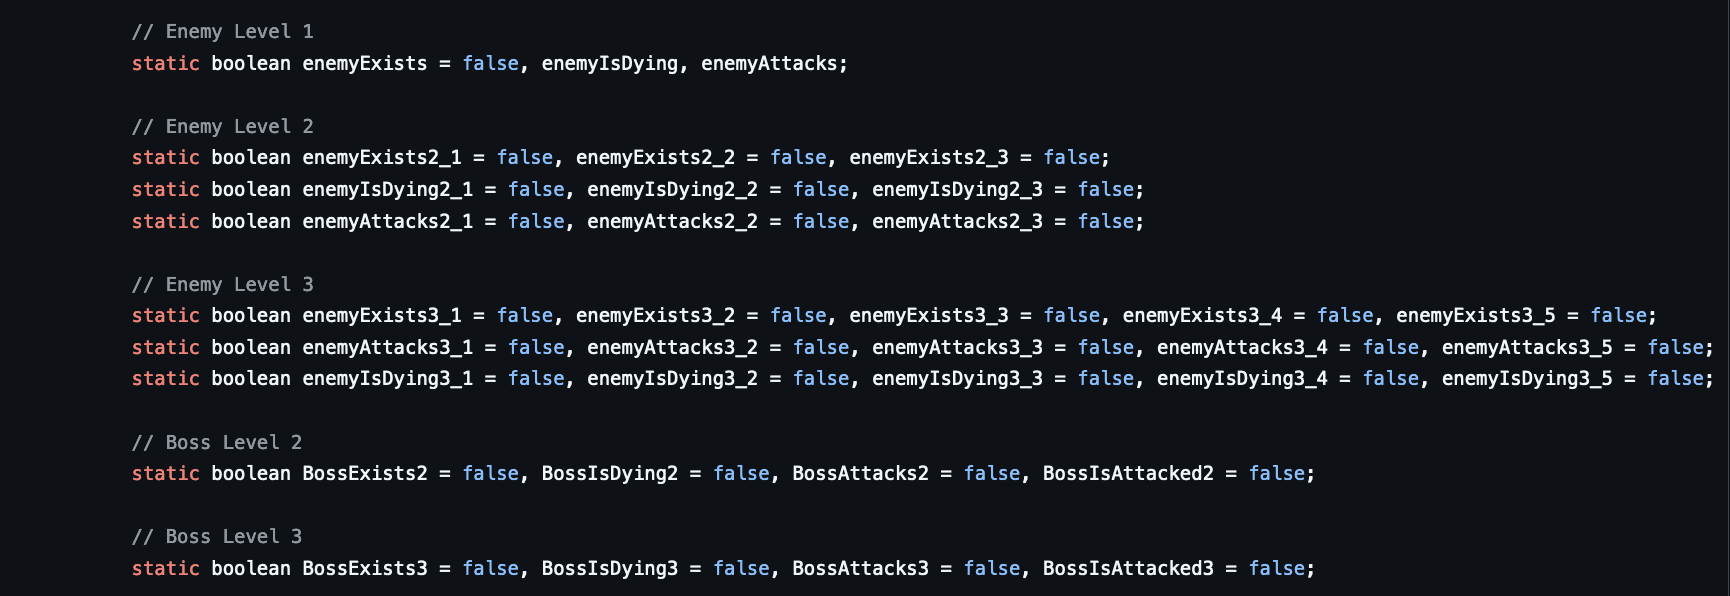 // Enemy Level 1
static boolean enemyExists = false, enemyIsDying, enemyAttacks;
// Enemy Level 2
static boolean enemyExists2_1 = false, enemyExists2_2 = false, enemyExists2_3 = false;
static boolean enemyIsDying2_1 = false, enemyIsDying2_2 = false, enemyIsDying2_3 = false;
static boolean enemyAttacks2_1 = false, enemyAttacks2_2 = false, enemyAttacks2_3 = false;
// Enemy Level 3
static boolean enemyExists3_1 = false, enemyExists3_2 = false, enemyExists3_3 = false, enemyExists3_4 = false, enemyExists3_5 = false;
static boolean enemyAttacks3_1 = false, enemyAttacks3_2 = false, enemyAttacks3_3 = false, enemyAttacks3_4 = false, enemyAttacks3_5 = false;
static boolean enemyIsDying3_1 = false, enemyIsDying3_2 = false, enemyIsDying3_3 = false, enemyIsDying3_4 = false, enemyIsDying3_5 = false;
// Boss Level 2
static boolean BossExists2 = false, BossIsDying2 = false, BossAttacks2 = false, BossIsAttacked2 = false;
// Boss Level 3
static boolean BossExists3 = false, BossIsDying3 = false, BossAttacks3 = false, BossIsAttacked3 = false;